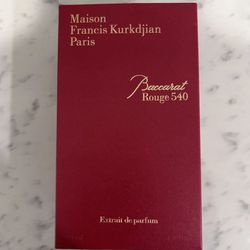 Maison
Francis Kurkdjian
Paris
Baccarat
Rouge 540
Extrait de parfum